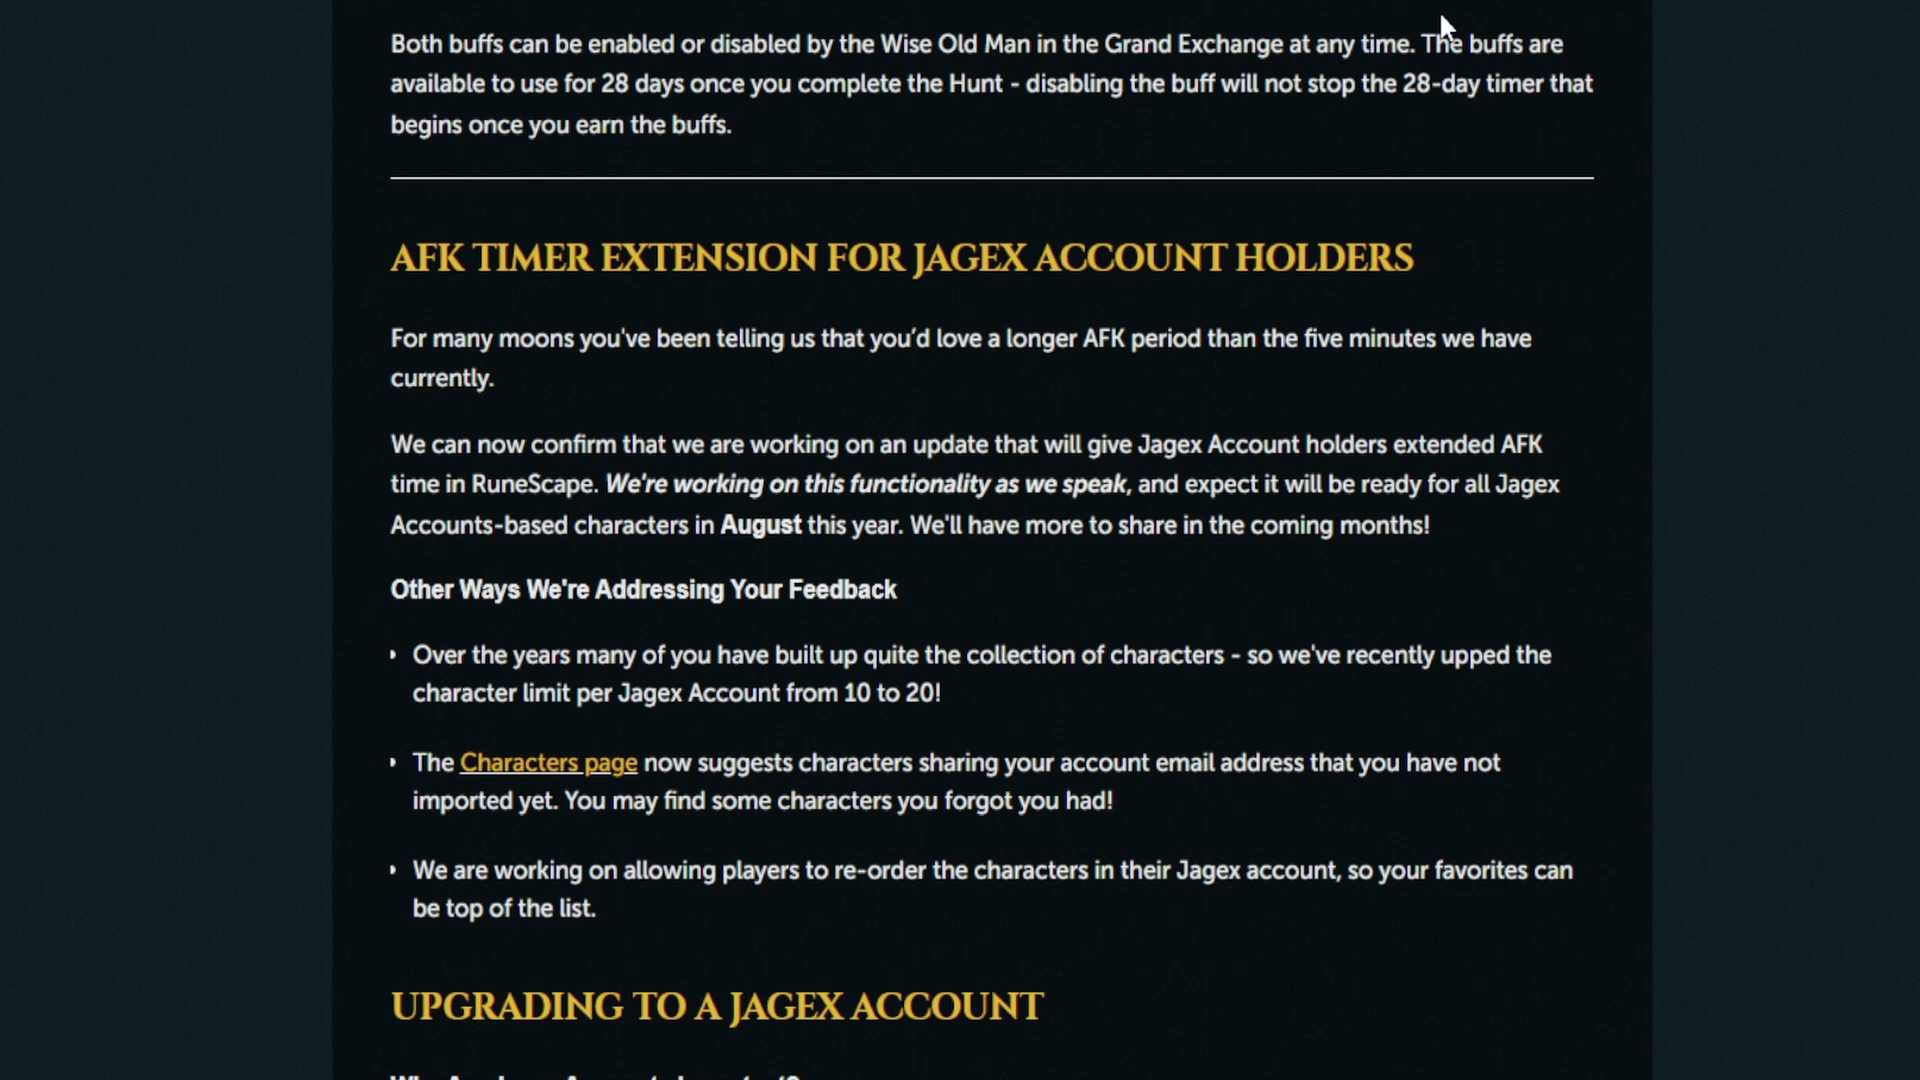 Both buffs can be enabled or disabled by the Wise Old Man in the Grand Exchange at any time. The buffs are
available to use for 28 days once you complete the Hunt - disabling the buff will not stop the 28-day timer that
begins once you earn the buffs.
AFK TIMER EXTENSION FOR JAGEX ACCOUNT HOLDERS
For many moons you've been telling us that you’d love a longer AFK period than the five minutes we have
currently.
We can now confirm that we are working on an update that will give Jagex Account holders extended AFK
time in RuneScape. We're working on this functionality as we speak, and expect it will be ready for all Jagex
Accounts-based characters in August this year. We'll have more to share in the coming months!
Other Ways We're Addressing Your Feedback
Over the years many of you have built up quite the collection of characters - so we've recently upped the
character limit per Jagex Account from 10 to 20!
The Characters page now suggests characters sharing your account email address that you have not
imported yet. You may find some characters you forgot you had!
We are working on allowing players to re-order the characters in their Jagex account, so your favorites can
be top of the list.
UPGRADING TO A JAGEX ACCOUNT